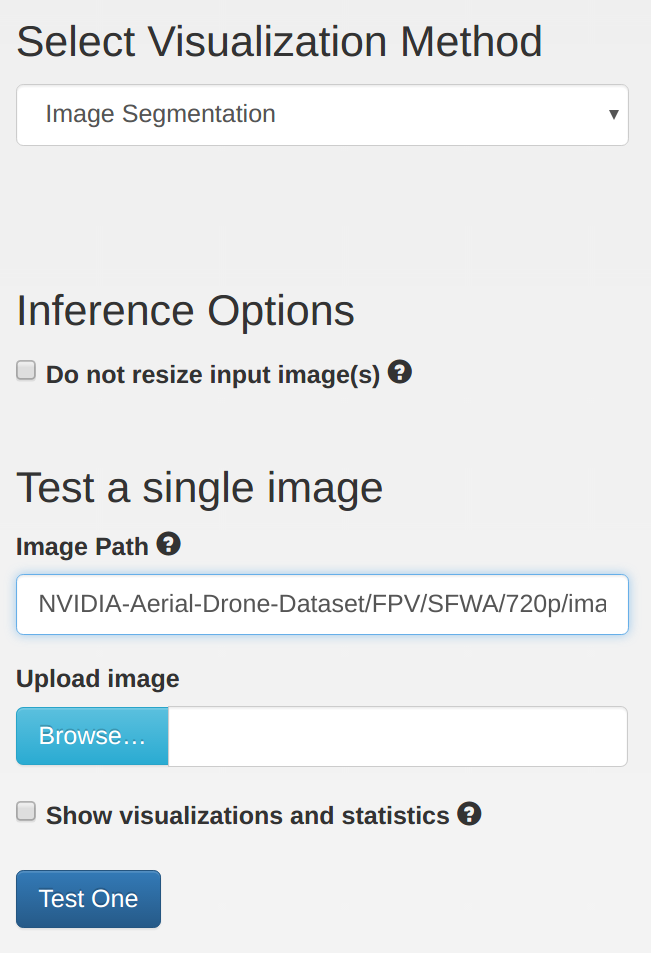 Select Visualization Method
Image Segmentation
Inference Options
Do not resize input image(s)
Test a single image
Image Path
NVIDIA-Aerial-Drone-Dataset/FPV/SFWA/720p/ima
Upload image
Browse…
Show visualizations and statistics
Test One